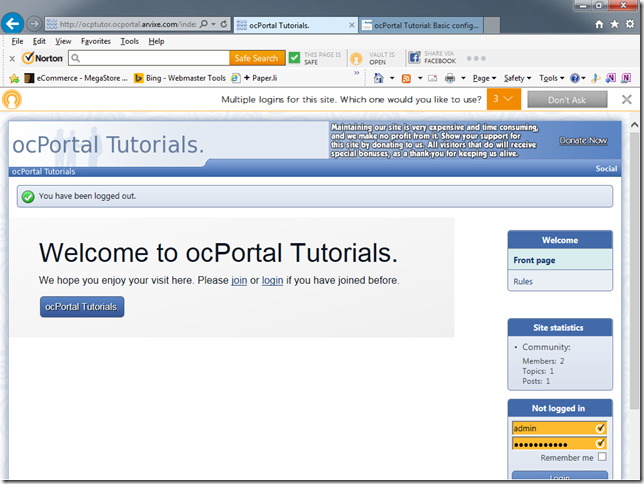 http://ocptutor.ocportal.arvixe.com/index
ocPortal Tutorials.
ocPortal Tutorial: Basic config...
File Edit View Favorites Tools Help
Norton
Safe Search
THIS PAGE IS
SAFE
VAULT IS
OPEN
SHARE VIA
FACEBOOK
eCommerce - MegaStore ...
Bing - Webmaster Tools
+ Paper.li
Page
Safety
Tools
Multiple logins for this site. Which one would you like to use?
3
Don't Ask
ocPortal Tutorials.
Maintaining our site is very expensive and time consuming,
and we make no profit from it. Show your support for
this site by donating to us. All visitors that do will receive
special bonuses, as a thank-you for keeping us alive.
Donate Now
ocPortal Tutorials
Social
You have been logged out.
Welcome to ocPortal Tutorials.
We hope you enjoy your visit here. Please join or login if you have joined before.
ocPortal Tutorials.
Welcome
Front page
Rules
Site statistics
Community:
Members: 2
Topics: 1
Posts: 1
Not logged in
admin
Remember me
Login